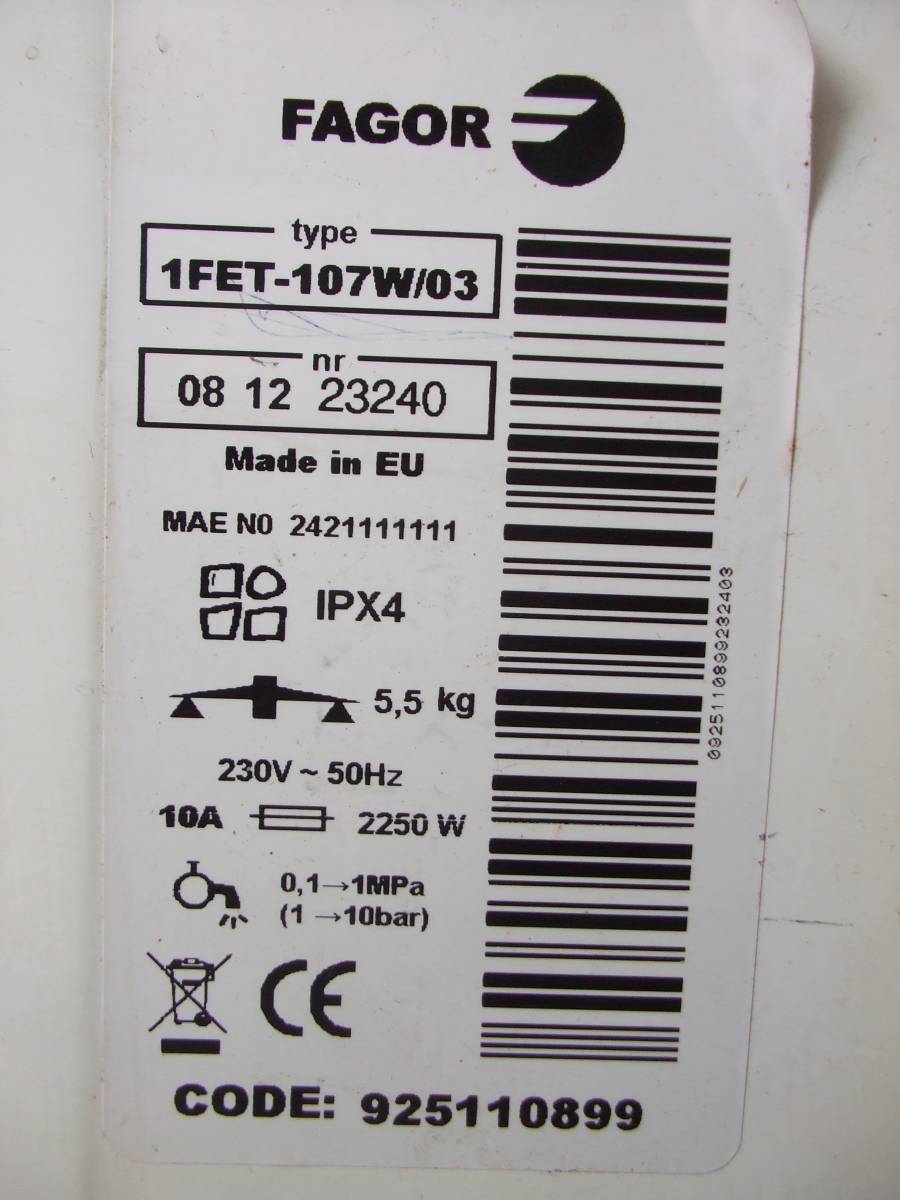 FAGOR
type
1FET-107W/03
nr
08 12 23240
Made in EU
MAE N0 2421111111
IPX4
5,5 kg
230V ~ 50Hz
10A 2250 W
0,1→1MPa
(1 →10bar)
CE
CODE: 925110899
0925110899232403